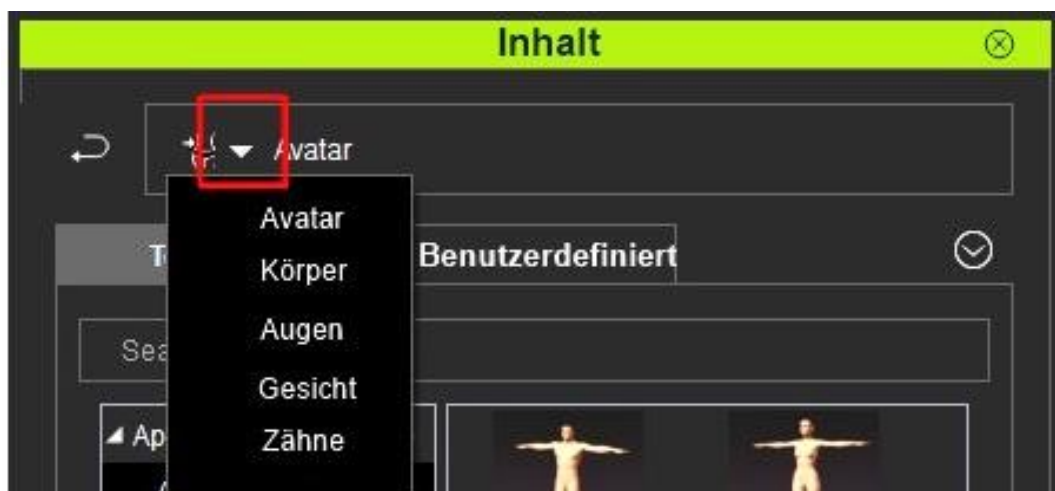 Inhalt
Avatar
Avatar
Benutzerdefiniert
Körper
Augen
Gesicht
Zähne